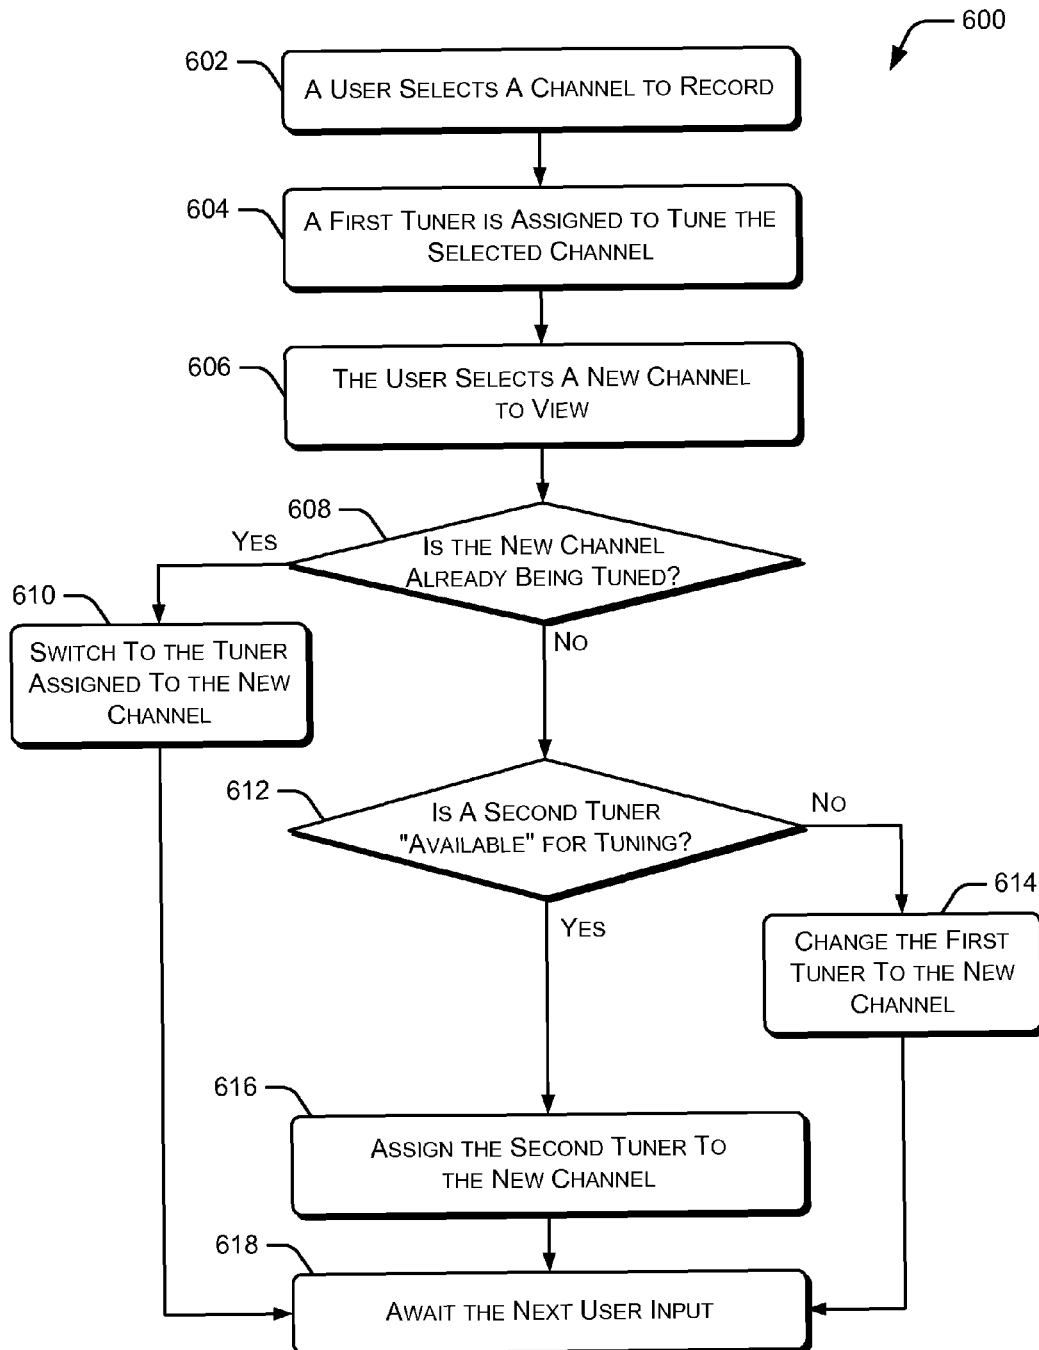 600
602
A USER SELECTS A CHANNEL TO RECORD
604
A FIRST TUNER IS ASSIGNED TO TUNE THE
SELECTED CHANNEL
606
THE USER SELECTS A NEW CHANNEL
TO VIEW
608
YES
IS THE NEW CHANNEL
ALREADY BEING TUNED?
610
NO
SWITCH TO THE TUNER
ASSIGNED TO THE NEW
CHANNEL
612
IS A SECOND TUNER
"AVAILABLE" FOR TUNING?
NO
614
YES
CHANGE THE FIRST
TUNER TO THE NEW
CHANNEL
616
ASSIGN THE SECOND TUNER TO
THE NEW CHANNEL
618
AWAIT THE NEXT USER INPUT